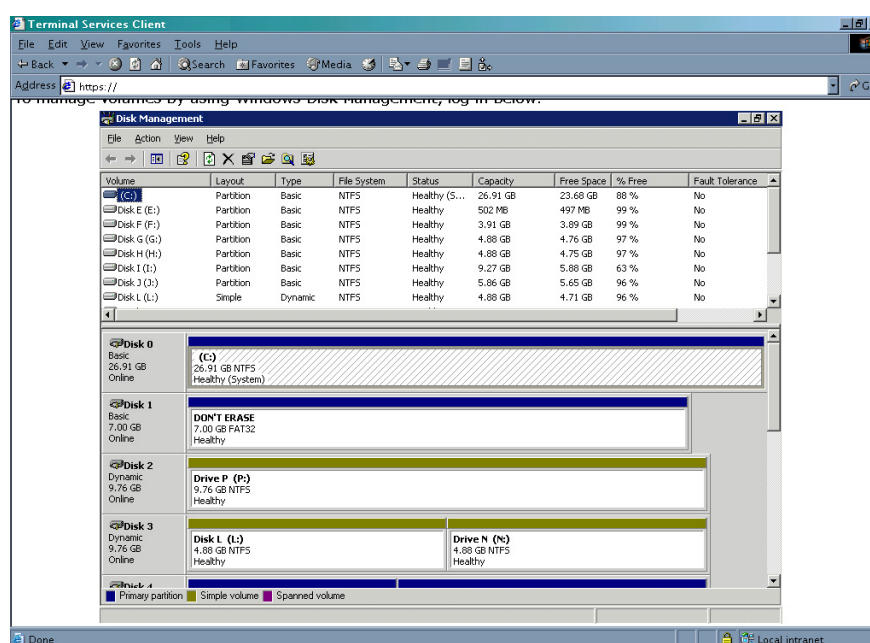 Terminal Services Client
File Edit View Favorites Tools Help
Back Search Favorites Media
Address https:// G
To manage volumes by using Windows Disk Management, log in below.
Disk Management
File Action View Help
Volume Layout Type File System Status Capacity Free Space % Free Fault Tolerance
(C:) Partition Basic NTFS Healthy (S... 26.91 GB 23.68 GB 88 % No
Disk E (E:) Partition Basic NTFS Healthy 502 MB 497 MB 99 % No
Disk F (F:) Partition Basic NTFS Healthy 3.91 GB 3.89 GB 99 % No
Disk G (G:) Partition Basic NTFS Healthy 4.88 GB 4.76 GB 97 % No
Disk H (H:) Partition Basic NTFS Healthy 4.88 GB 4.75 GB 97 % No
Disk I (I:) Partition Basic NTFS Healthy 9.27 GB 5.88 GB 63 % No
Disk J (J:) Partition Basic NTFS Healthy 5.86 GB 5.65 GB 96 % No
Disk L (L:) Simple Dynamic NTFS Healthy 4.88 GB 4.71 GB 96 % No
Disk 0
Basic
26.91 GB
Online
(C:)
26.91 GB NTFS
Healthy (System)
Disk 1
Basic
7.00 GB
Online
DON'T ERASE
7.00 GB FAT32
Healthy
Disk 2
Dynamic
9.76 GB
Online
Drive P (P:)
9.76 GB NTFS
Healthy
Disk 3
Dynamic
9.76 GB
Online
Disk L (L:)
4.88 GB NTFS
Healthy
Drive N (N:)
4.88 GB NTFS
Healthy
Disk 4
Primary partition Simple volume Spanned volume
Done Local intranet